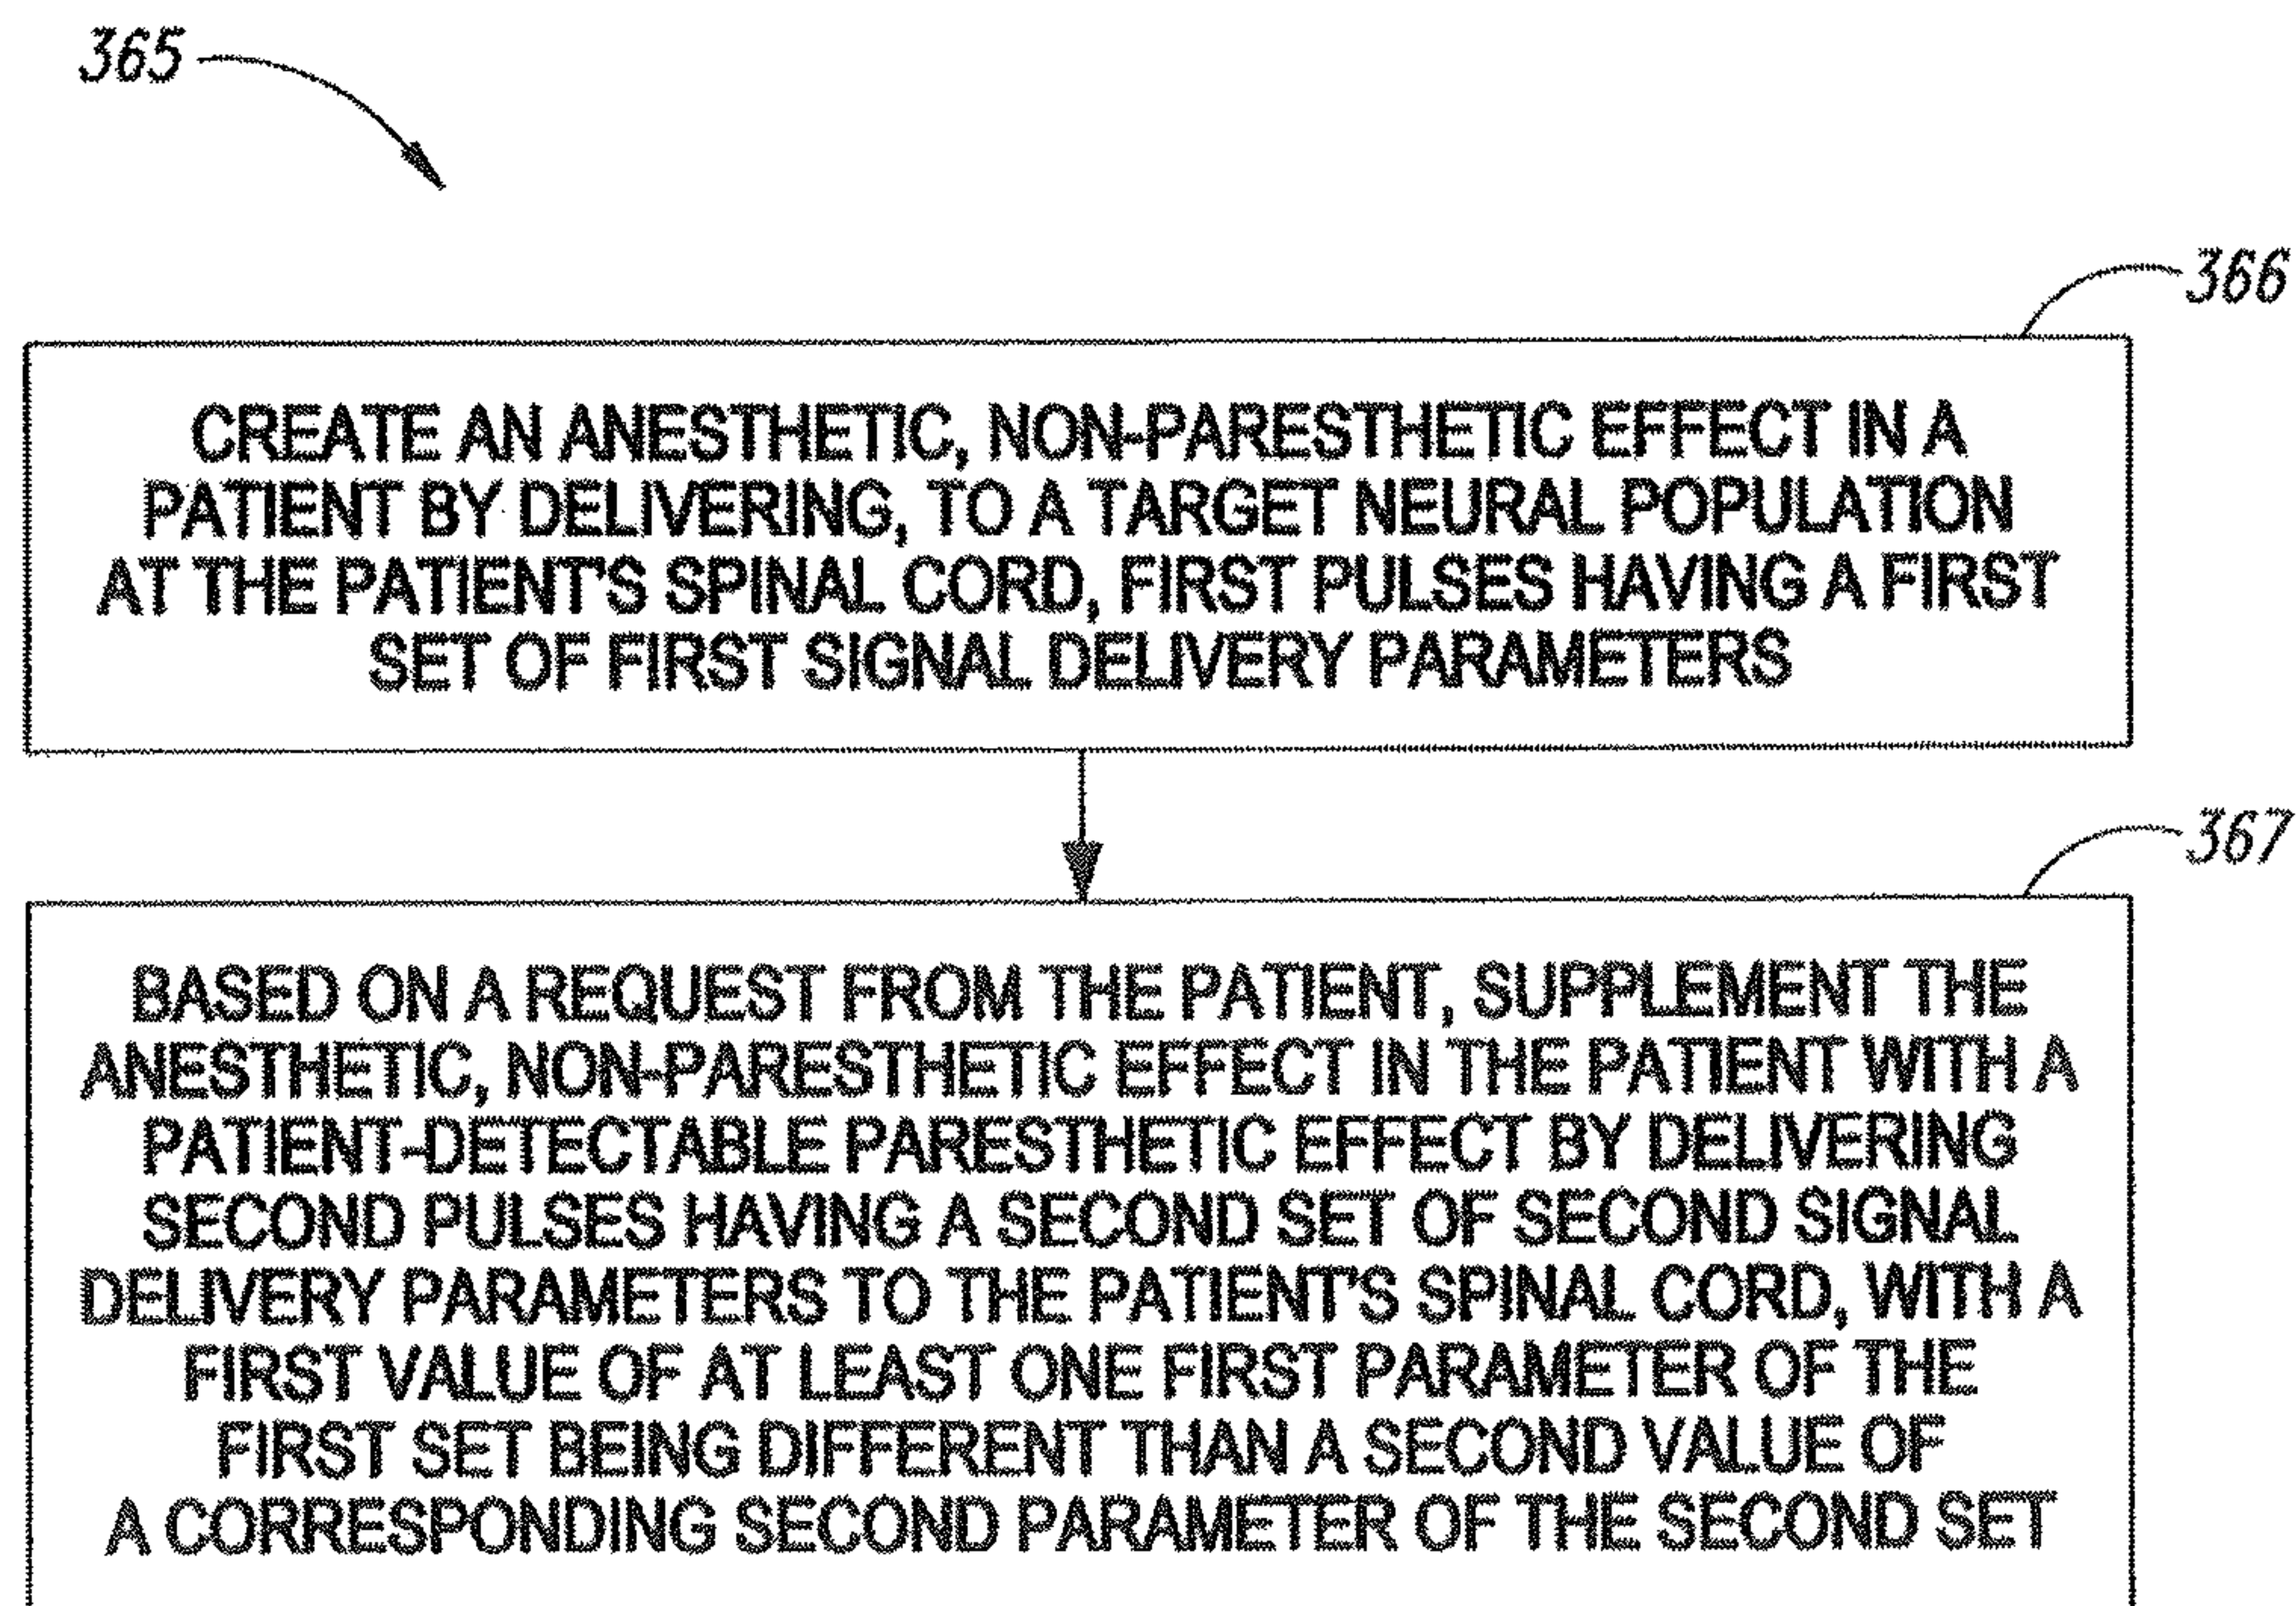 365
366
CREATE AN ANESTHETIC, NON-PARESTHETIC EFFECT IN A
PATIENT BY DELIVERING, TO A TARGET NEURAL POPULATION
AT THE PATIENT'S SPINAL CORD, FIRST PULSES HAVING A FIRST
SET OF FIRST SIGNAL DELIVERY PARAMETERS
367
BASED ON A REQUEST FROM THE PATIENT, SUPPLEMENT THE
ANESTHETIC, NON-PARESTHETIC EFFECT IN THE PATIENT WITH A
PATIENT-DETECTABLE PARESTHETIC EFFECT BY DELIVERING
SECOND PULSES HAVING A SECOND SET OF SECOND SIGNAL
DELIVERY PARAMETERS TO THE PATIENT'S SPINAL CORD, WITH A
FIRST VALUE OF AT LEAST ONE FIRST PARAMETER OF THE
FIRST SET BEING DIFFERENT THAN A SECOND VALUE OF
A CORRESPONDING SECOND PARAMETER OF THE SECOND SET